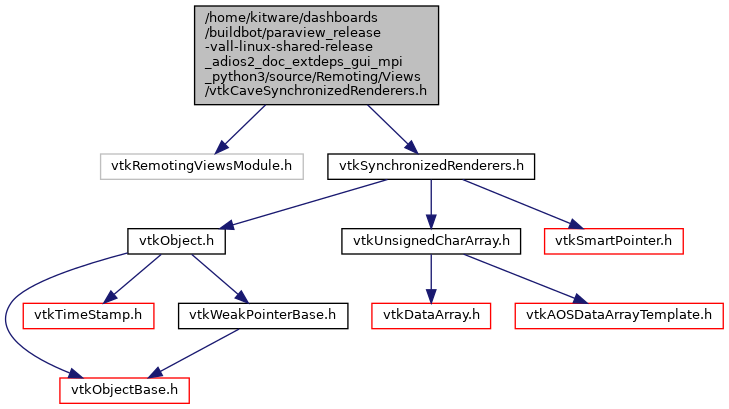 /home/kitware/dashboards
/buildbot/paraview_release
-vall-linux-shared-release
_adios2_doc_extdeps_gui_mpi
_python3/source/Remoting/Views
/vtkCaveSynchronizedRenderers.h
vtkRemotingViewsModule.h
vtkSynchronizedRenderers.h
vtkObject.h
vtkUnsignedCharArray.h
vtkSmartPointer.h
vtkTimeStamp.h
vtkWeakPointerBase.h
vtkDataArray.h
vtkAOSDataArrayTemplate.h
vtkObjectBase.h